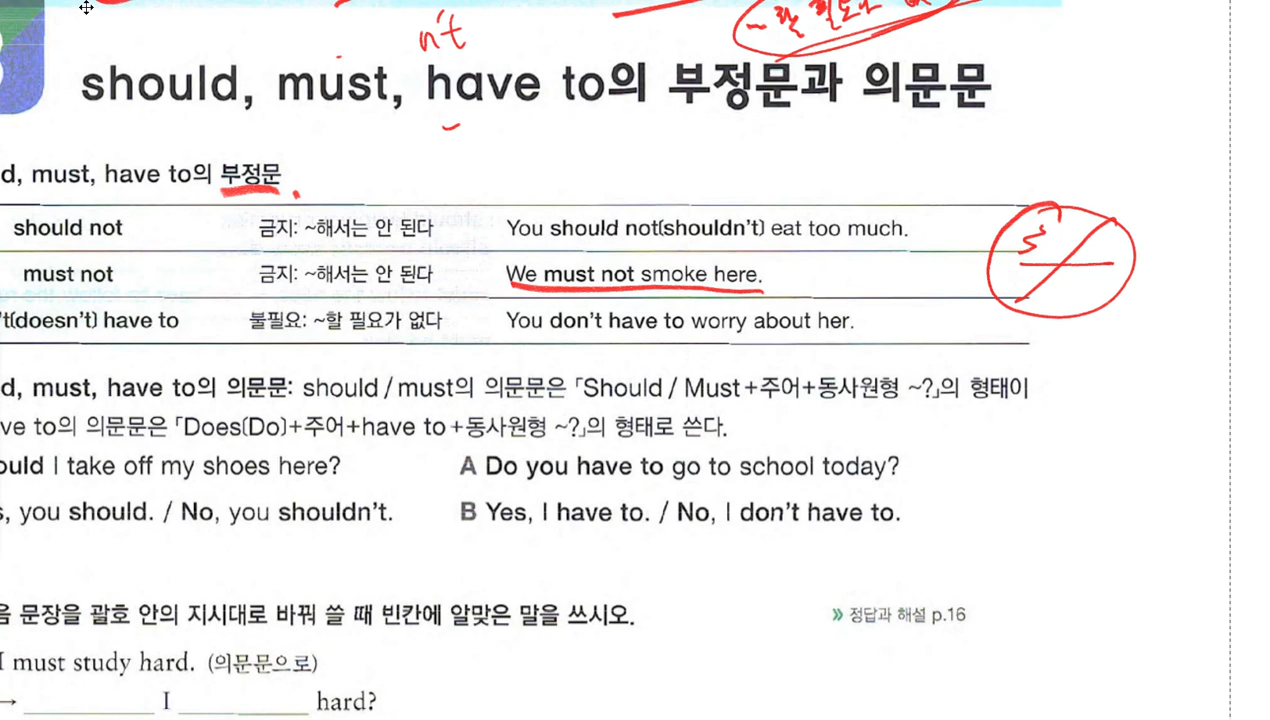 ~할 필요가
n't
should, must, have to의 부정문과 의문문
d, must, have to의 부정문
should not 금지: ~해서는 안 된다 You should not(shouldn't) eat too much.
must not 금지: ~해서는 안 된다 We must not smoke here.
't(doesn't) have to 불필요: ~할 필요가 없다 You don't have to worry about her.
d, must, have to의 의문문: should / must의 의문문은 「Should / Must+주어+동사원형 ~?」의 형태이
ve to의 의문문은 「Does(Do)+주어+have to+동사원형 ~?」의 형태로 쓴다.
ould I take off my shoes here? A Do you have to go to school today?
s, you should. / No, you shouldn't. B Yes, I have to. / No, I don't have to.
음 문장을 괄호 안의 지시대로 바꿔 쓸 때 빈칸에 알맞은 말을 쓰시오. » 정답과 해설 p.16
I must study hard. (의문문으로)
→ ________ I ________ hard?